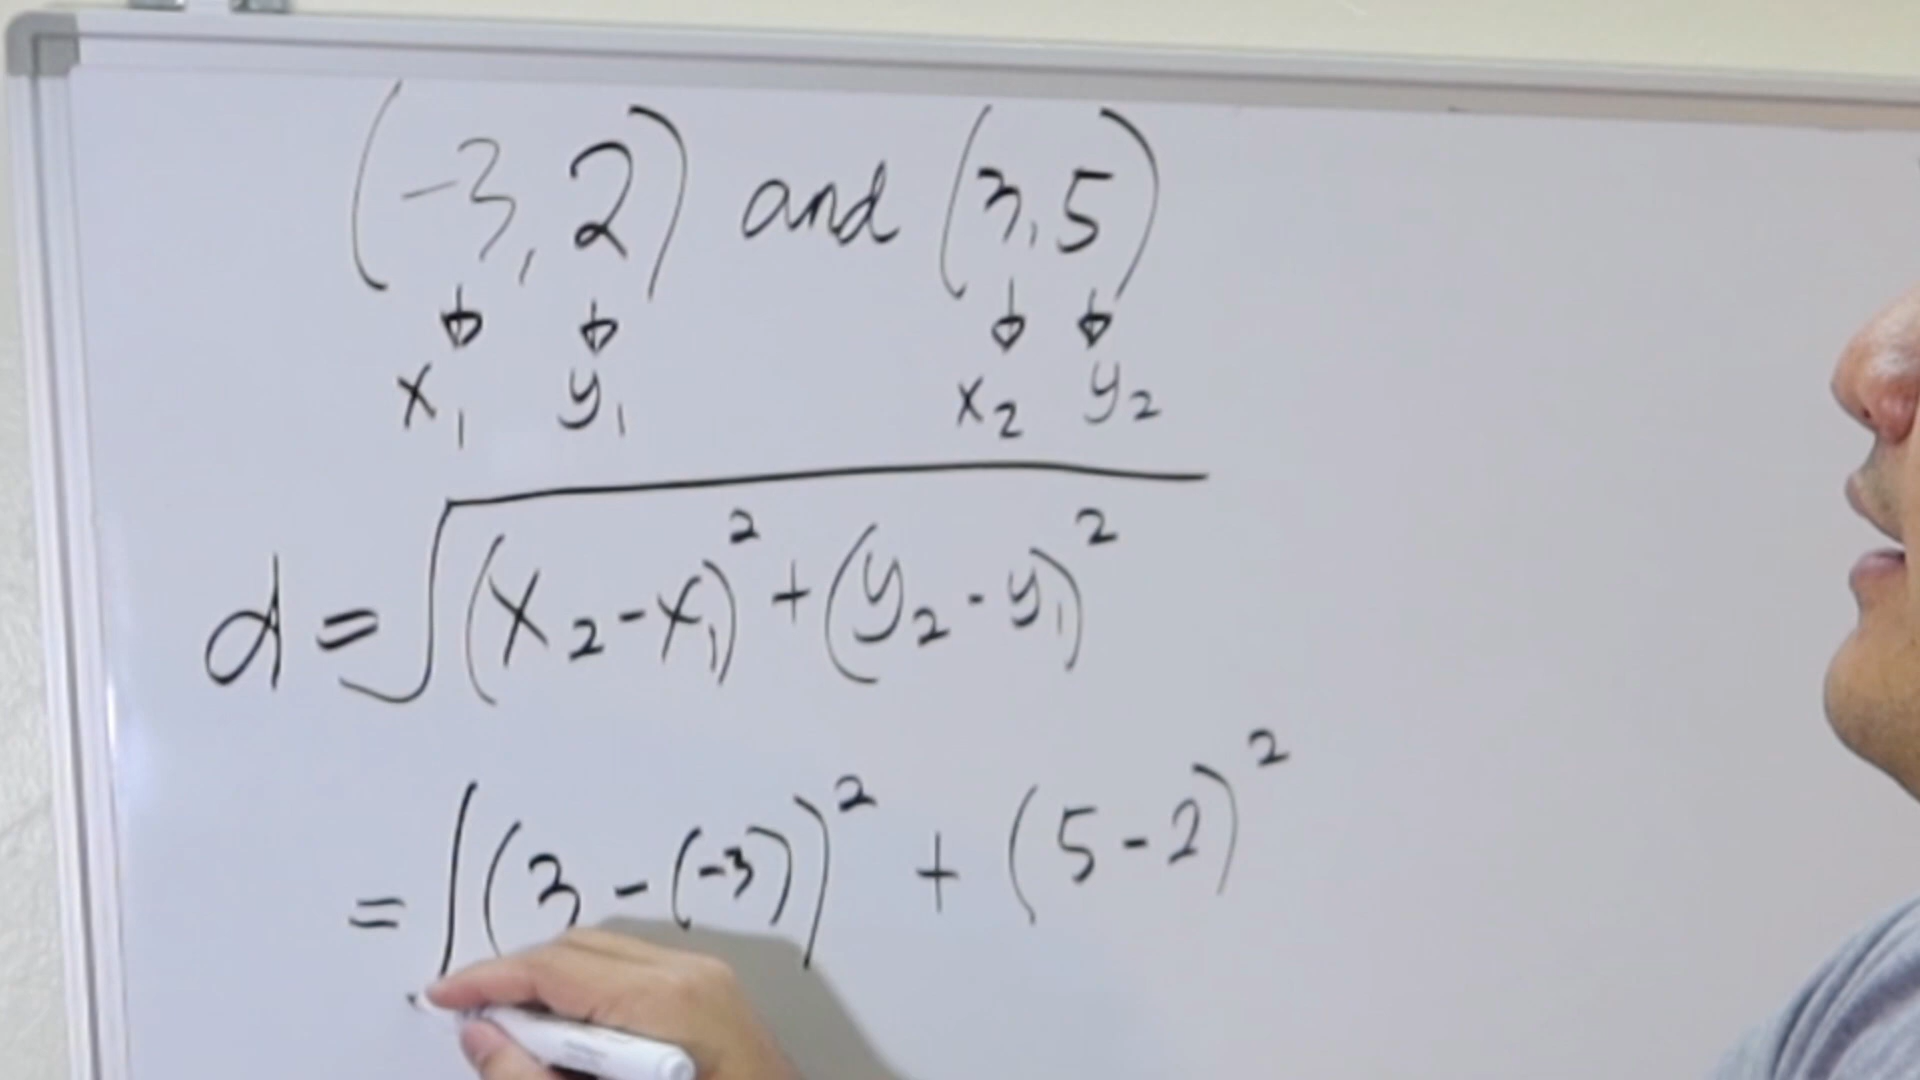 (-3, 2) and (3, 5)
x₁ y₁ x₂ y₂
d = √(x₂ - x₁)² + (y₂ - y₁)²
= √(3 - (-3))² + (5 - 2)²